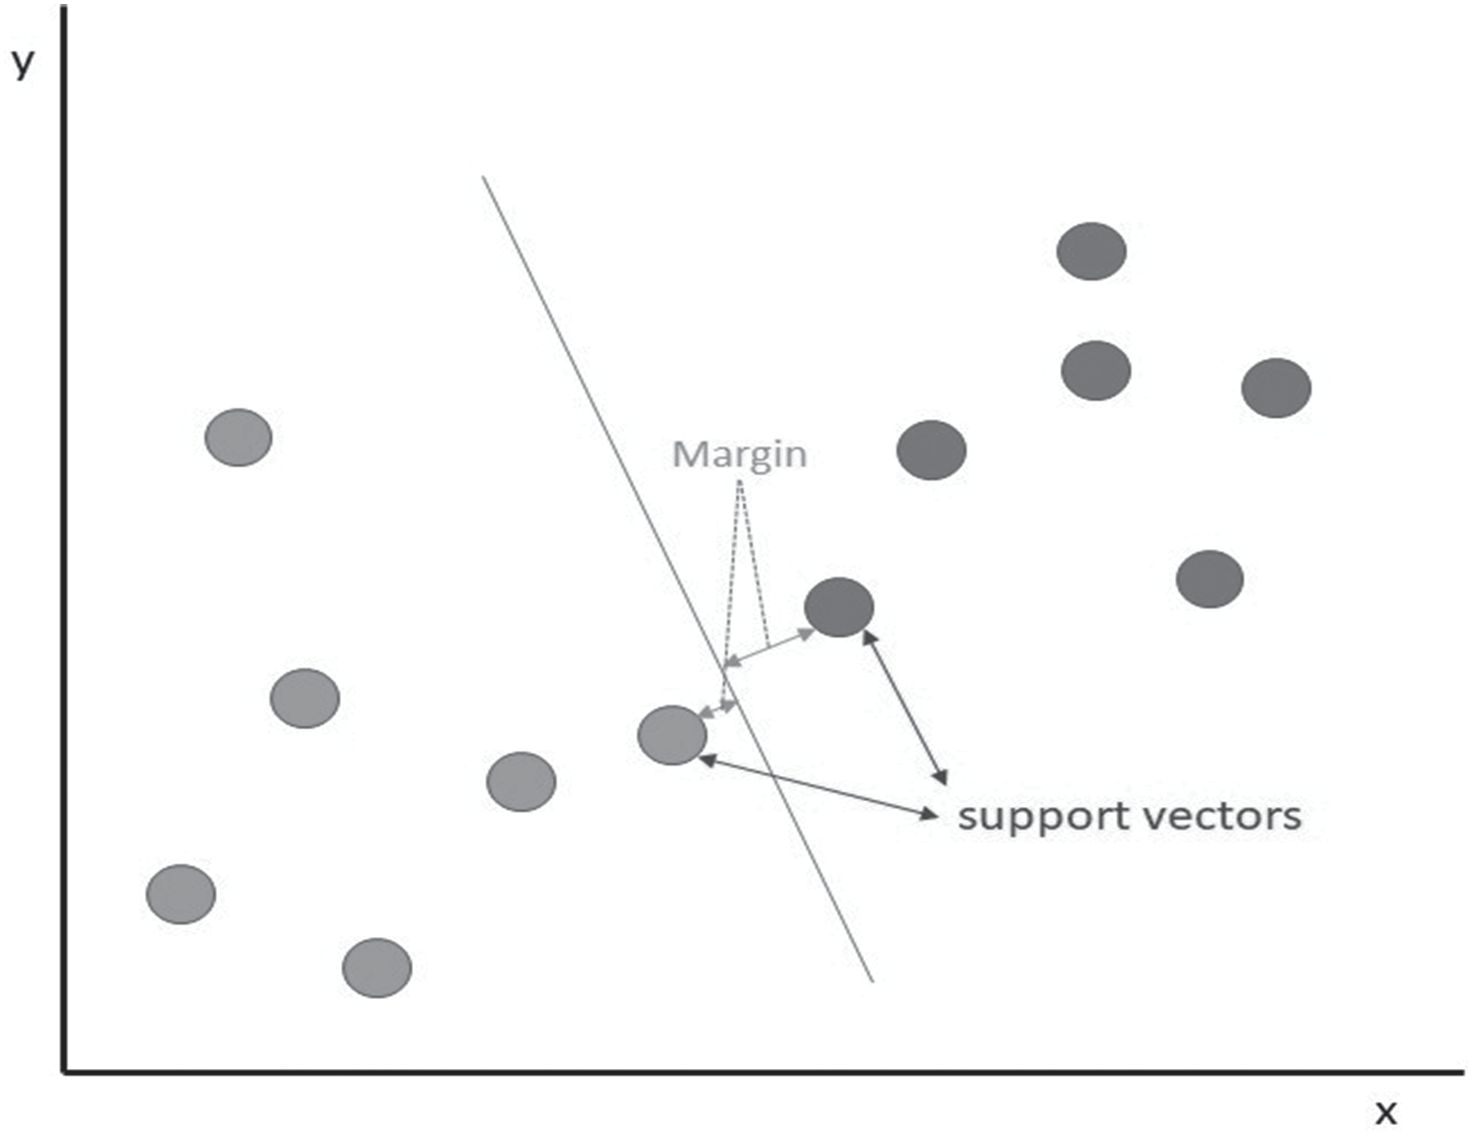 y
Margin
support vectors
x